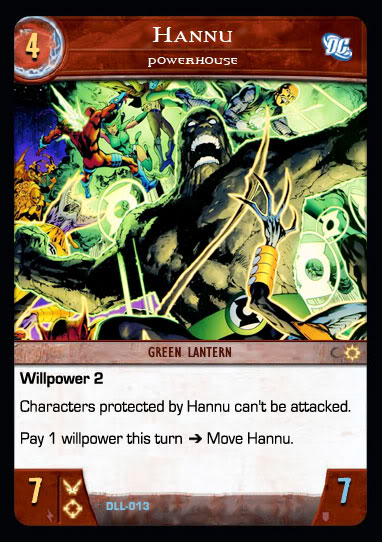 4
HANNU
POWERHOUSE
DC
GREEN LANTERN
C
Willpower 2
Characters protected by Hannu can't be attacked.
Pay 1 willpower this turn ➔ Move Hannu.
7
DLL-013
7